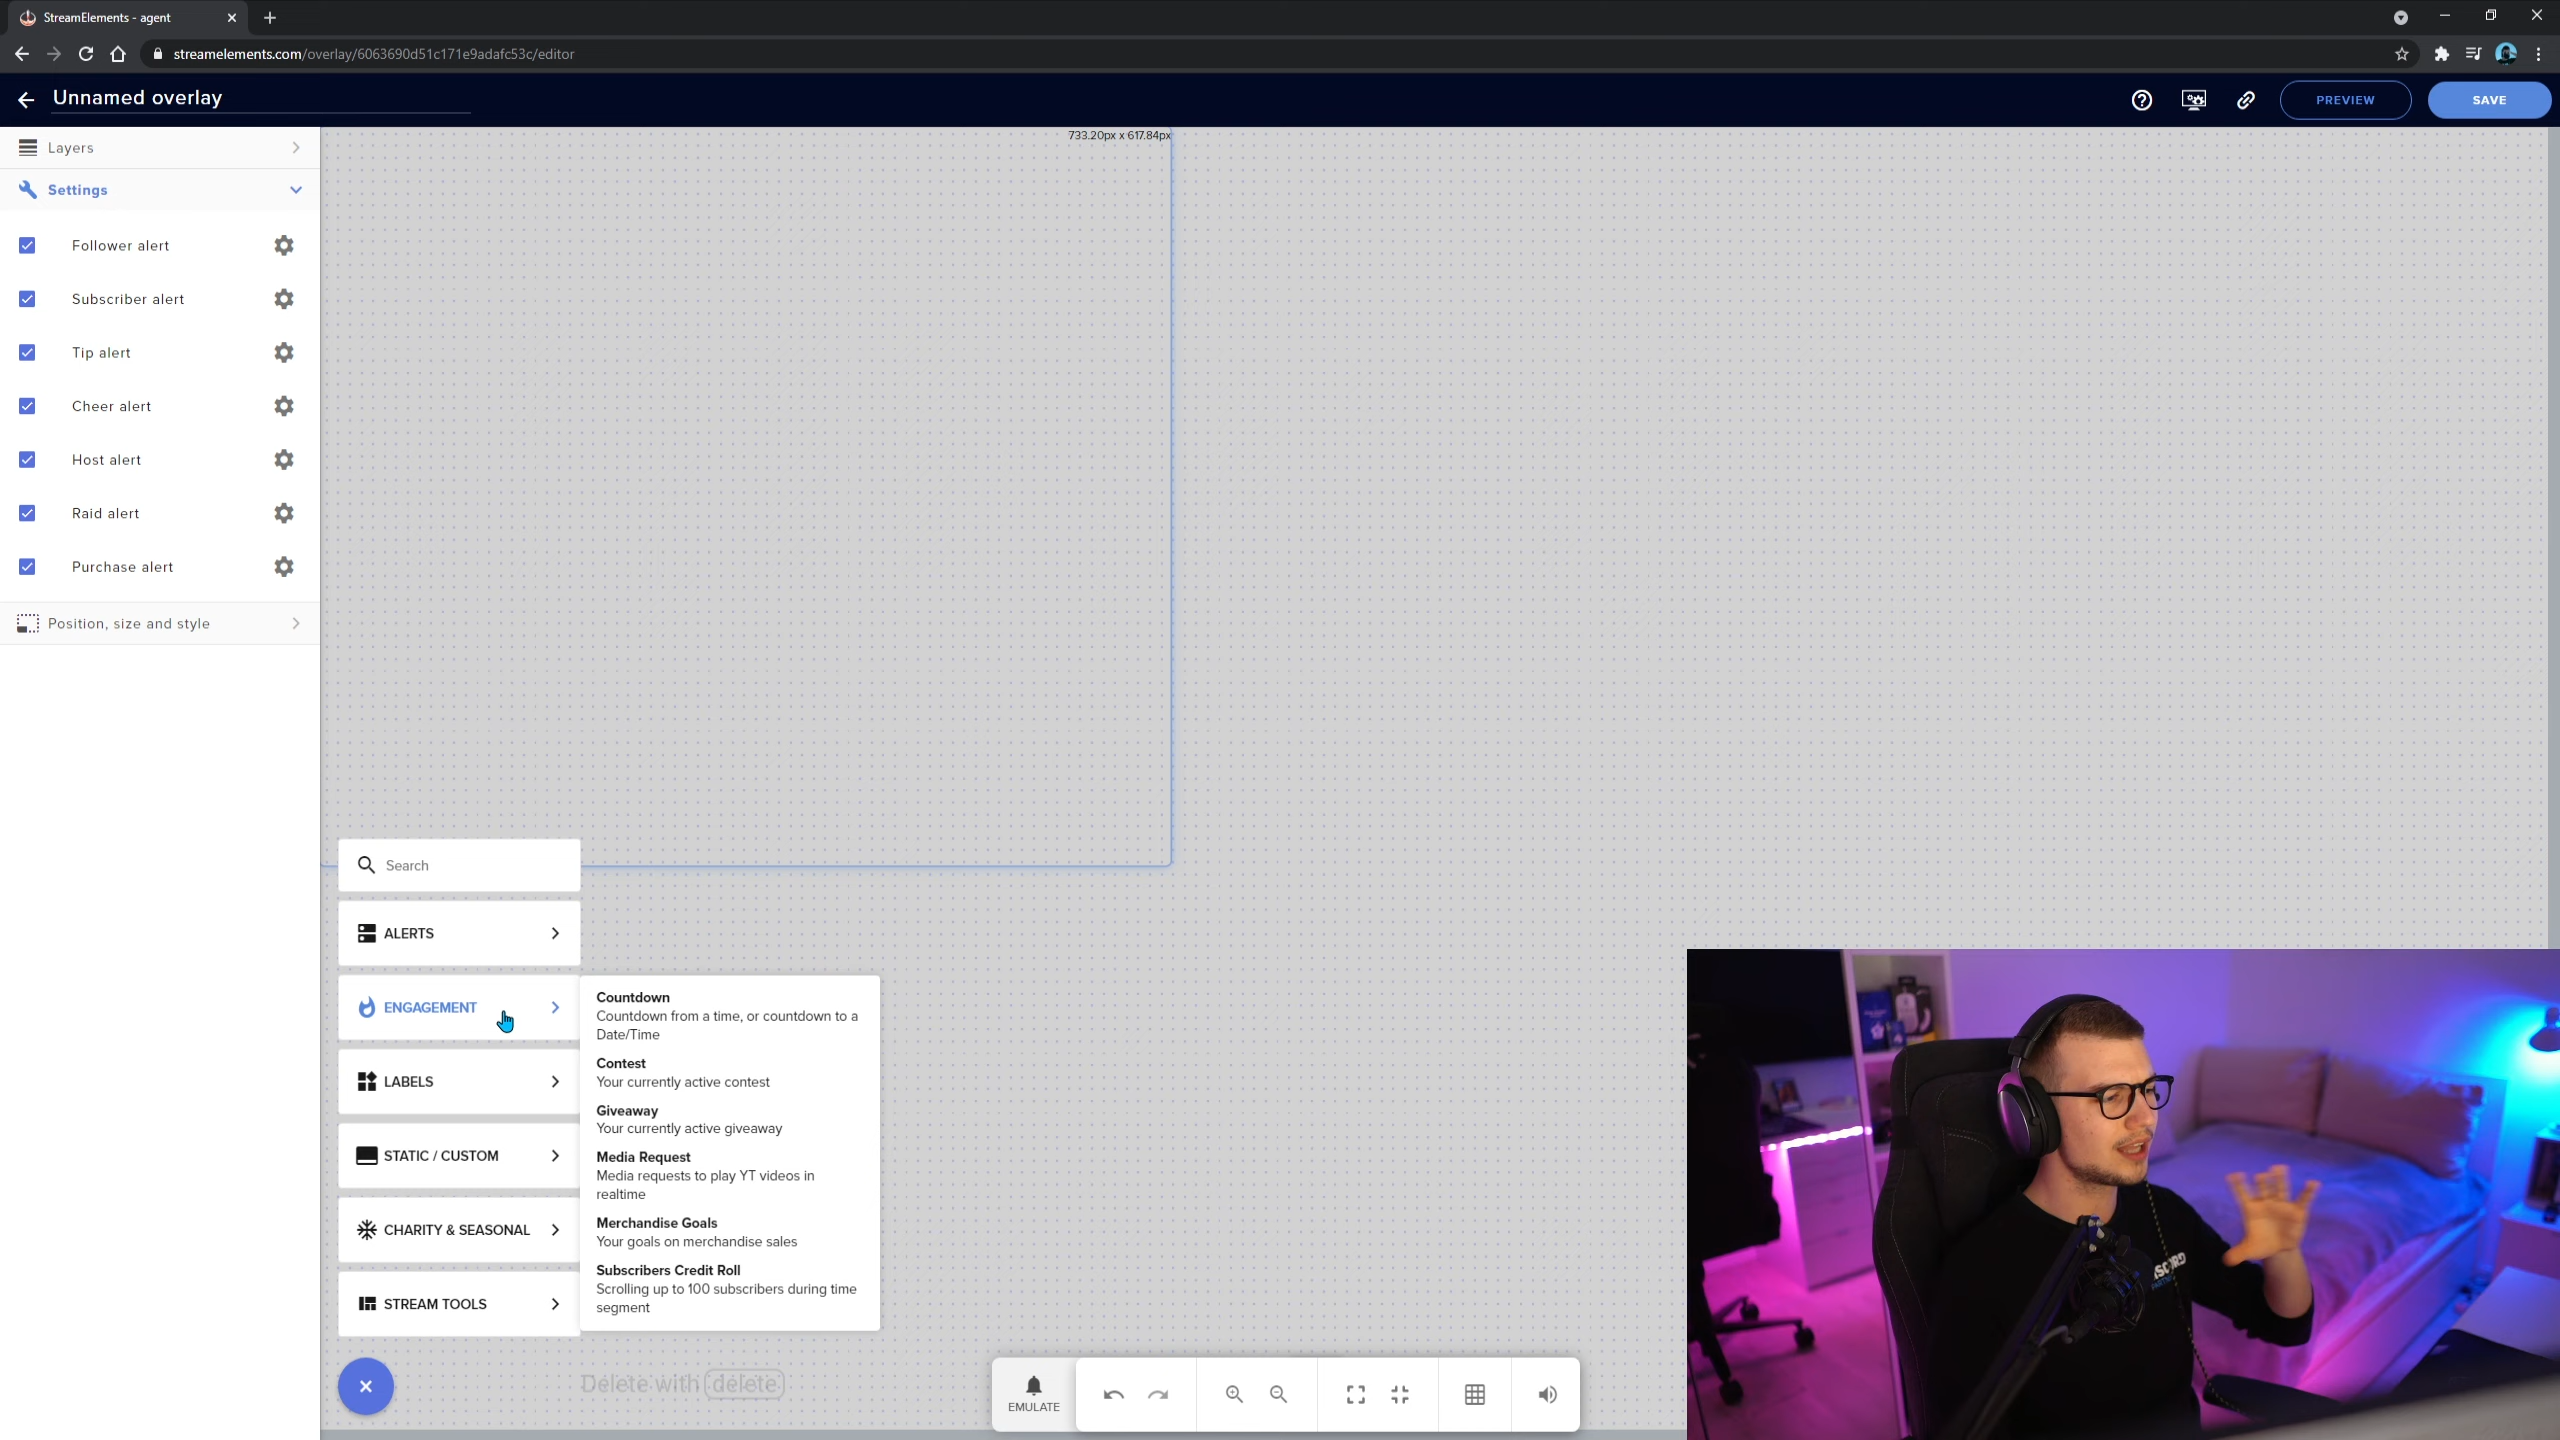 StreamElements - agent
streamelements.com/overlay/6063690d51c171e9adafc53c/editor
Unnamed overlay
PREVIEW
SAVE
Layers
733.20px x 617.84px
Settings
Follower alert
Subscriber alert
Tip alert
Cheer alert
Host alert
Raid alert
Purchase alert
Position, size and style
Search
ALERTS
ENGAGEMENT
Countdown
Countdown from a time, or countdown to a
Date/Time
Contest
Your currently active contest
Giveaway
Your currently active giveaway
Media Request
Media requests to play YT videos in
realtime
Merchandise Goals
Your goals on merchandise sales
Subscribers Credit Roll
Scrolling up to 100 subscribers during time
segment
LABELS
STATIC / CUSTOM
CHARITY & SEASONAL
STREAM TOOLS
Delete with delete
EMULATE